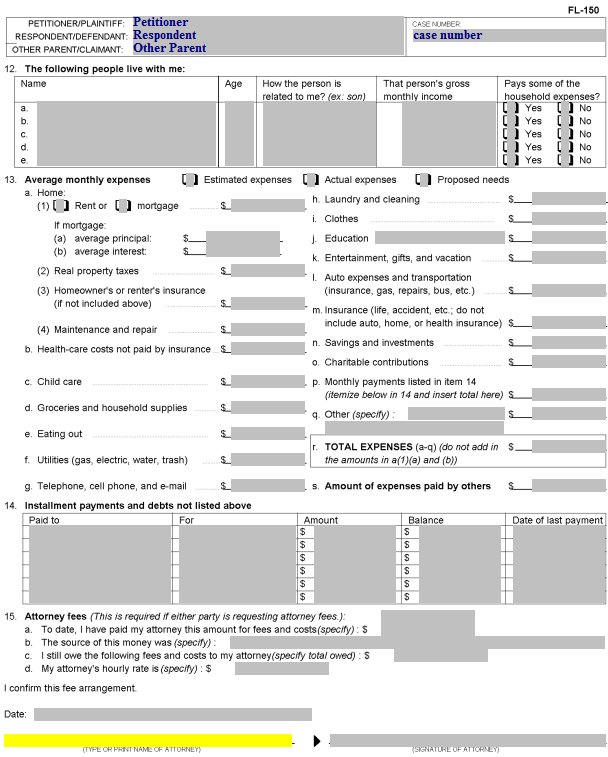 FL-150
PETITIONER/PLAINTIFF: Petitioner
RESPONDENT/DEFENDANT: Respondent
OTHER PARENT/CLAIMANT: Other Parent
CASE NUMBER:
case number
12. The following people live with me:
Name Age How the person is related to me? (ex: son) That person's gross monthly income Pays some of the household expenses?
a. Yes No
b. Yes No
c. Yes No
d. Yes No
e. Yes No
13. Average monthly expenses Estimated expenses Actual expenses Proposed needs
a. Home:
(1) Rent or mortgage $
If mortgage:
(a) average principal: $
(b) average interest: $
(2) Real property taxes $
(3) Homeowner's or renter's insurance
(if not included above) $
(4) Maintenance and repair $
b. Health-care costs not paid by insurance $
c. Child care $
d. Groceries and household supplies $
e. Eating out $
f. Utilities (gas, electric, water, trash) $
g. Telephone, cell phone, and e-mail $
h. Laundry and cleaning $
i. Clothes $
j. Education $
k. Entertainment, gifts, and vacation $
l. Auto expenses and transportation
(insurance, gas, repairs, bus, etc.) $
m. Insurance (life, accident, etc.; do not
include auto, home, or health insurance) $
n. Savings and investments $
o. Charitable contributions $
p. Monthly payments listed in item 14
(itemize below in 14 and insert total here) $
q. Other (specify) : $
r. TOTAL EXPENSES (a-q) (do not add in $
the amounts in a(1)(a) and (b))
s. Amount of expenses paid by others $
14. Installment payments and debts not listed above
Paid to For Amount Balance Date of last payment
$ $
$ $
$ $
$ $
$ $
$ $
15. Attorney fees (This is required if either party is requesting attorney fees.):
a. To date, I have paid my attorney this amount for fees and costs(specify) : $
b. The source of this money was (specify) :
c. I still owe the following fees and costs to my attorney(specify total owed) : $
d. My attorney's hourly rate is (specify) : $
I confirm this fee arrangement.
Date:
(TYPE OR PRINT NAME OF ATTORNEY) (SIGNATURE OF ATTORNEY)